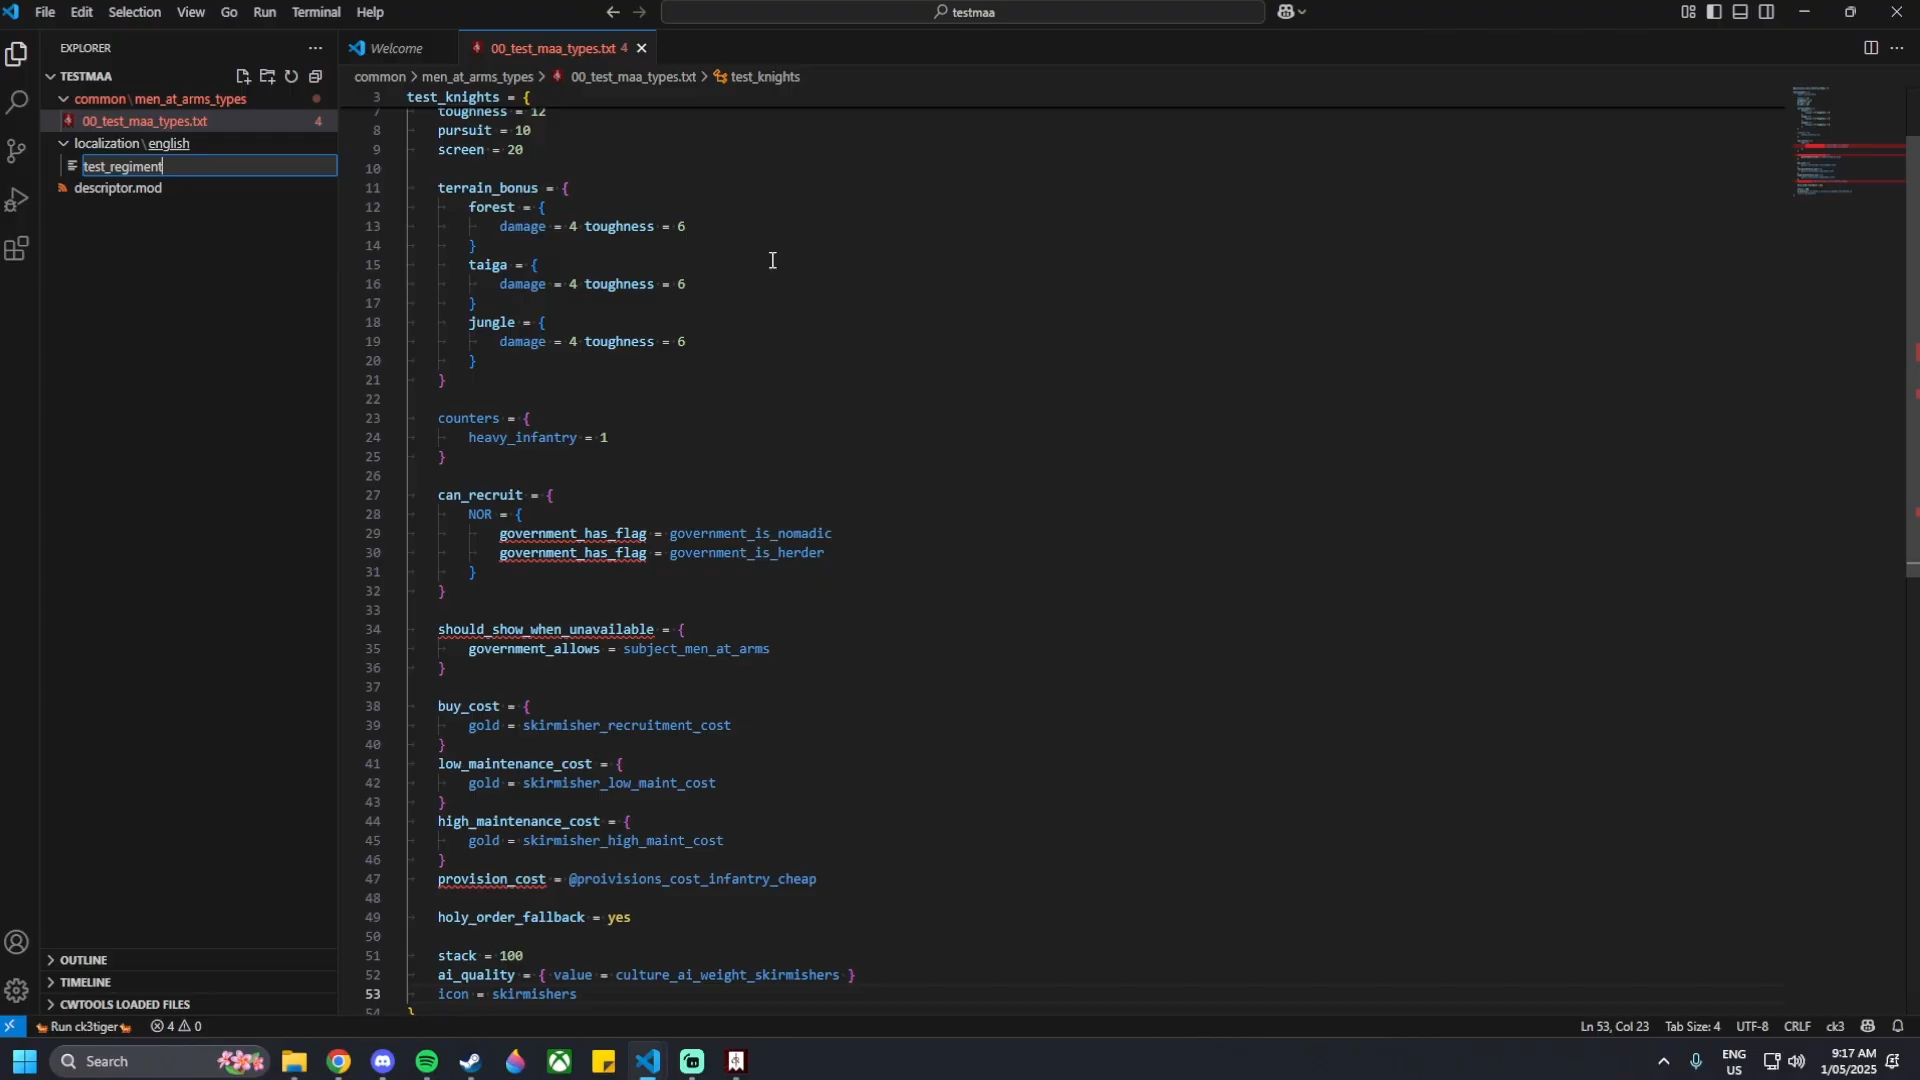 File Edit Selection View Go Run Terminal Help
testmaa
EXPLORER
Welcome
00_test_maa_types.txt 4
TESTMAA
common > men_at_arms_types > 00_test_maa_types.txt > test_knights
common\men_at_arms_types
00_test_maa_types.txt 4
localization\english
test_regiment
descriptor.mod
3 test_knights = {
7 toughness = 12
8 pursuit = 10
9 screen = 20
10
11 terrain_bonus = {
12 forest = {
13 damage = 4 toughness = 6
14 }
15 taiga = {
16 damage = 4 toughness = 6
17 }
18 jungle = {
19 damage = 4 toughness = 6
20 }
21 }
22
23 counters = {
24 heavy_infantry = 1
25 }
26
27 can_recruit = {
28 NOR = {
29 government_has_flag = government_is_nomadic
30 government_has_flag = government_is_herder
31 }
32 }
33
34 should_show_when_unavailable = {
35 government_allows = subject_men_at_arms
36 }
37
38 buy_cost = {
39 gold = skirmisher_recruitment_cost
40 }
41 low_maintenance_cost = {
42 gold = skirmisher_low_maint_cost
43 }
44 high_maintenance_cost = {
45 gold = skirmisher_high_maint_cost
46 }
47 provision_cost = @proivisions_cost_infantry_cheap
48
49 holy_order_fallback = yes
50
51 stack = 100
52 ai_quality = { value = culture_ai_weight_skirmishers }
53 icon = skirmishers
54 }
OUTLINE
TIMELINE
CWTOOLS LOADED FILES
Run ck3tiger 4 0
Ln 53, Col 23 Tab Size: 4 UTF-8 CRLF ck3
Search
ENG
US
9:17 AM
1/05/2025